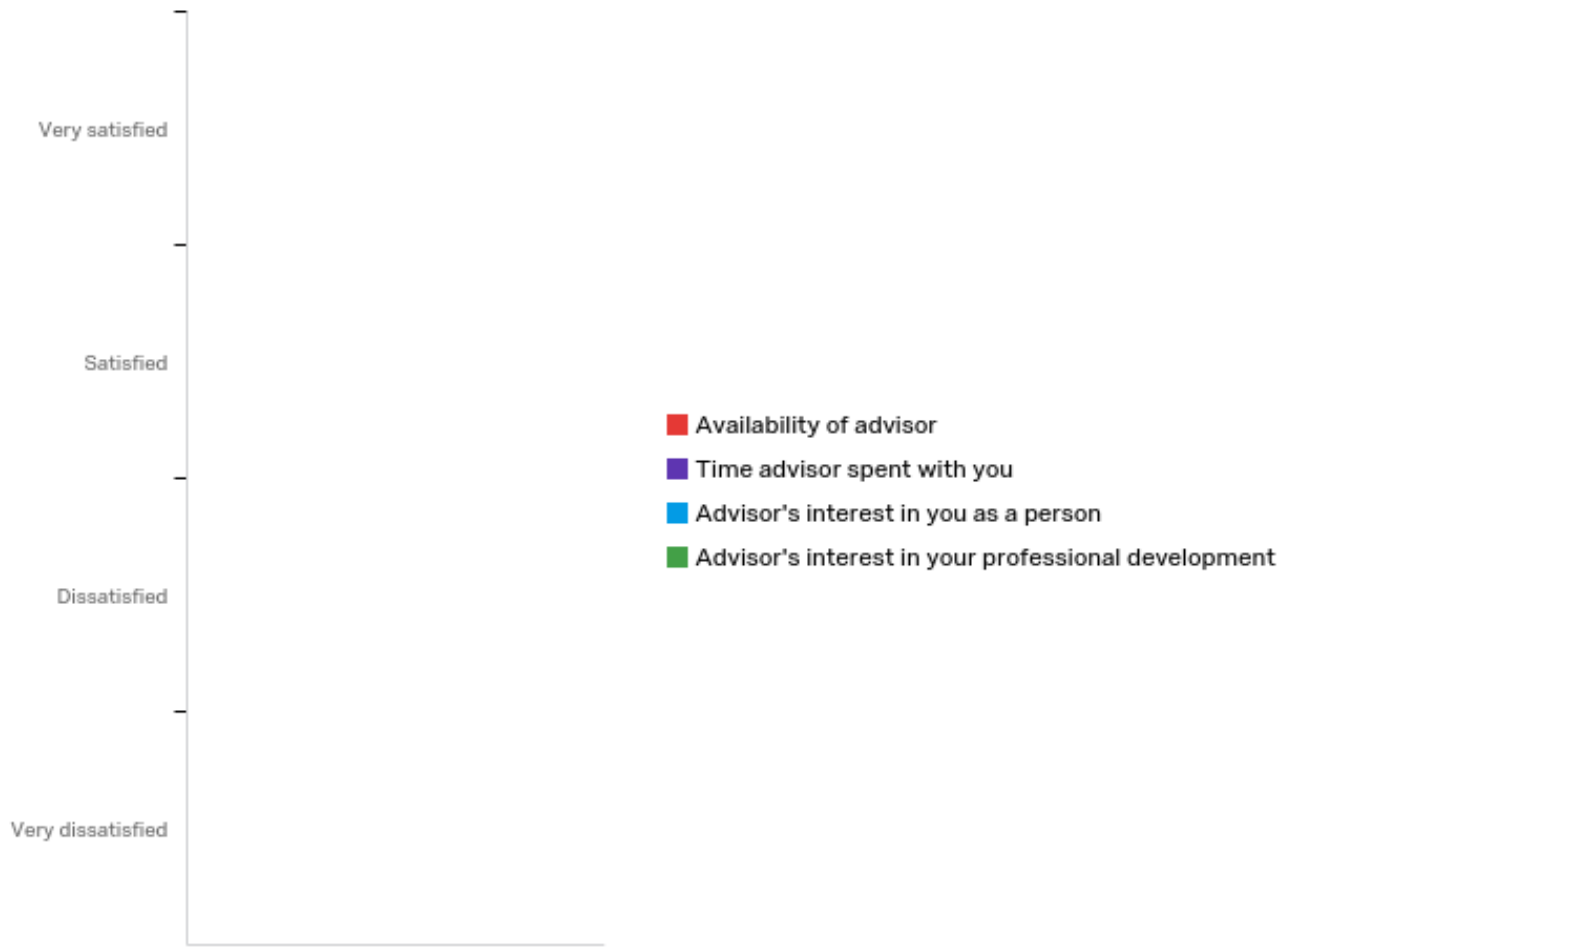 Very satisfied
Satisfied
Availability of advisor
Time advisor spent with you
Advisor's interest in you as a person
Advisor's interest in your professional development
Dissatisfied
Very dissatisfied